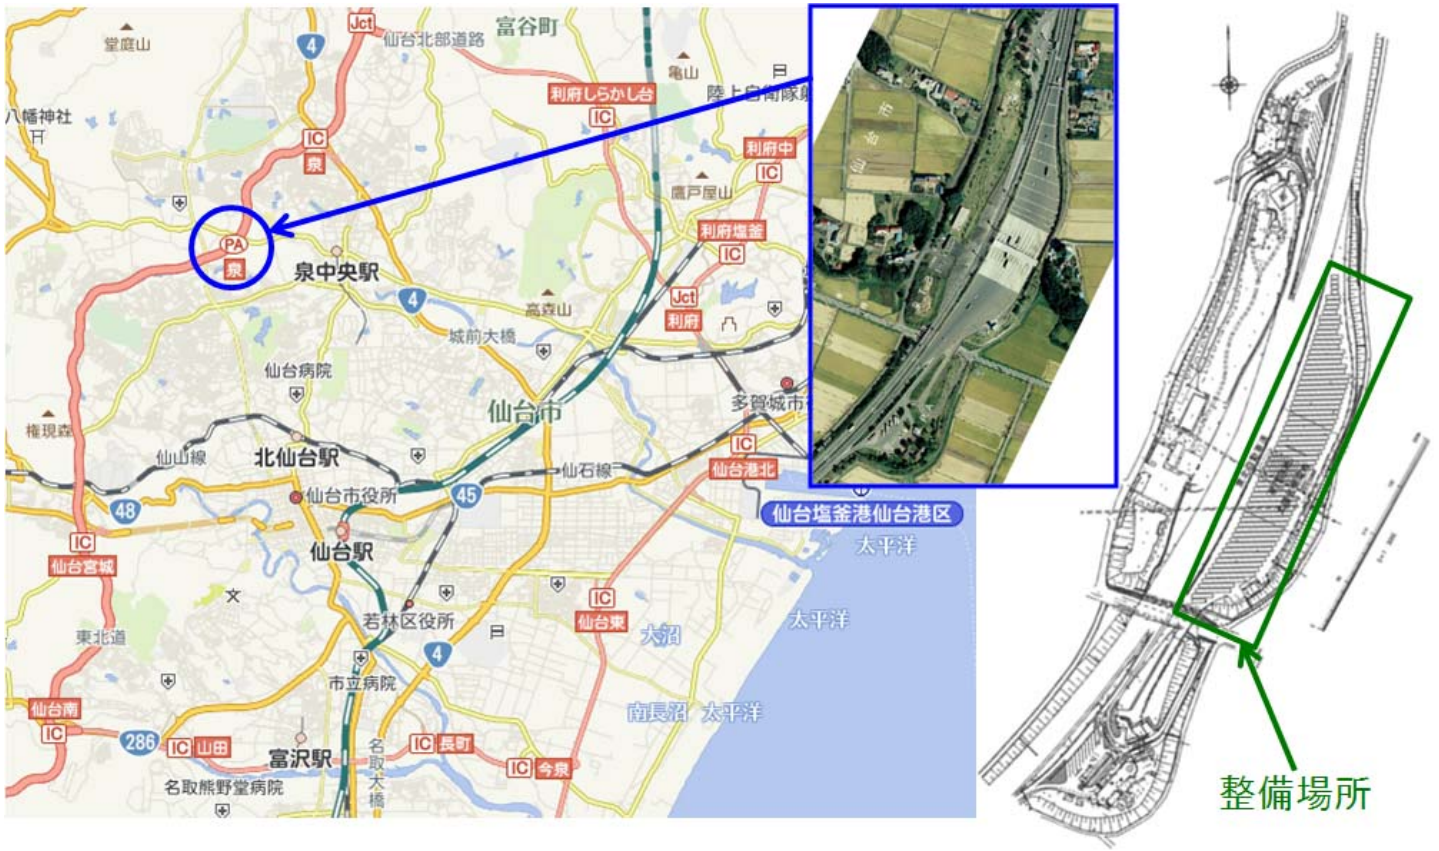 Jct
富谷町
堂庭山
4
仙台北部道路
亀山
陸上自衛隊
利府しらかし台
IC
八幡神社
IC
泉
利府中
IC
鷹戸屋山
利府塩釜
IC
PA
泉
泉中央駅
4
高森山
Jct
利府
城前大橋
仙台病院
仙台市
多賀城市
権現森
仙山線
北仙台駅
仙石線
IC
仙台港北
仙台市役所
45
48
仙台塩釜港仙台港区
太平洋
仙台駅
IC
仙台宮城
若林区役所
IC
仙台東
大沼
太平洋
東北道
4
市立病院
仙台南
IC
南長沼
太平洋
286
IC
山田
富沢駅
名取大橋
IC
長町
IC
今泉
名取熊野堂病院
仙台市
整備場所